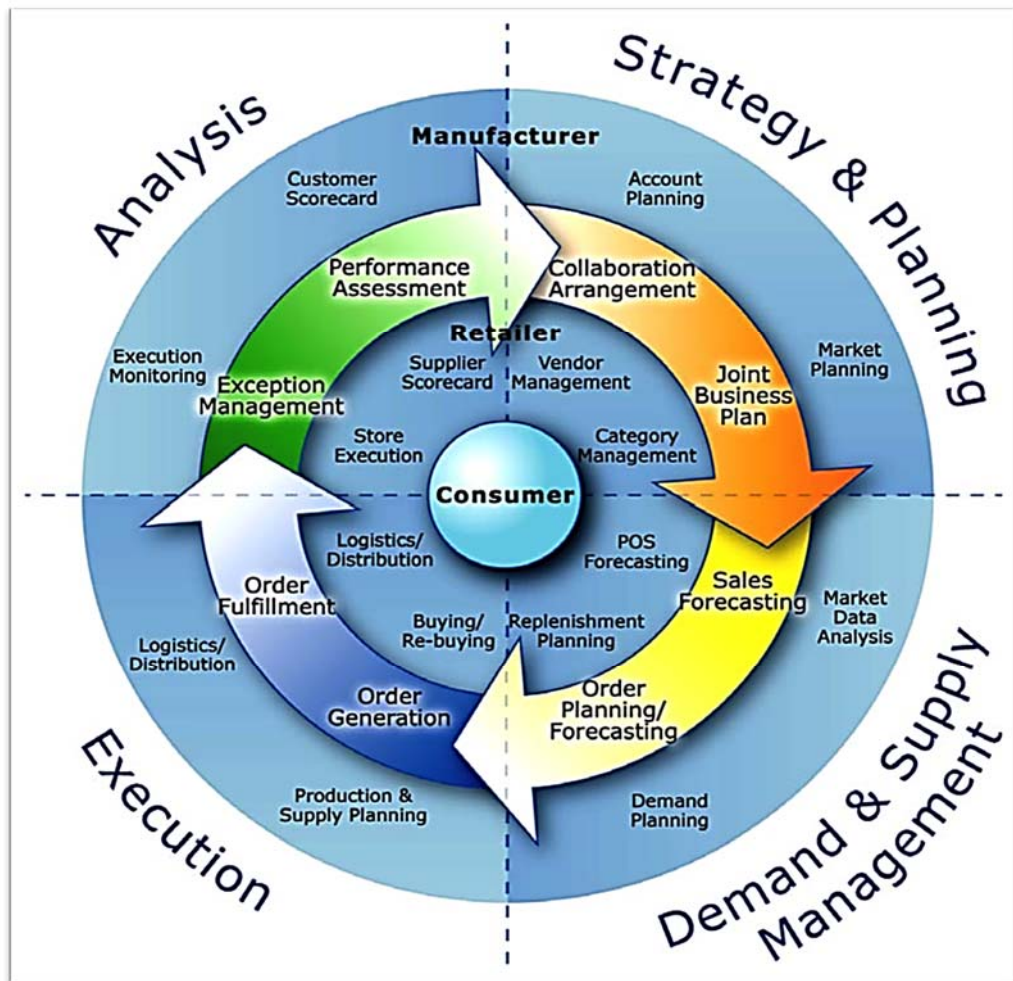 Analysis
Strategy & Planning
Manufacturer
Customer
Scorecard
Account
Planning
Performance
Assessment
Collaboration
Arrangement
Retailer
Execution
Monitoring
Supplier
Scorecard
Vendor
Management
Market
Planning
Exception
Management
Joint
Business
Plan
Store
Execution
Category
Management
Consumer
Logistics/
Distribution
POS
Forecasting
Order
Fulfillment
Sales
Forecasting
Market
Data
Analysis
Buying/
Re-buying
Replenishment
Planning
Logistics/
Distribution
Order
Generation
Order
Planning/
Forecasting
Production &
Supply Planning
Demand
Planning
Execution
Demand & Supply
Management